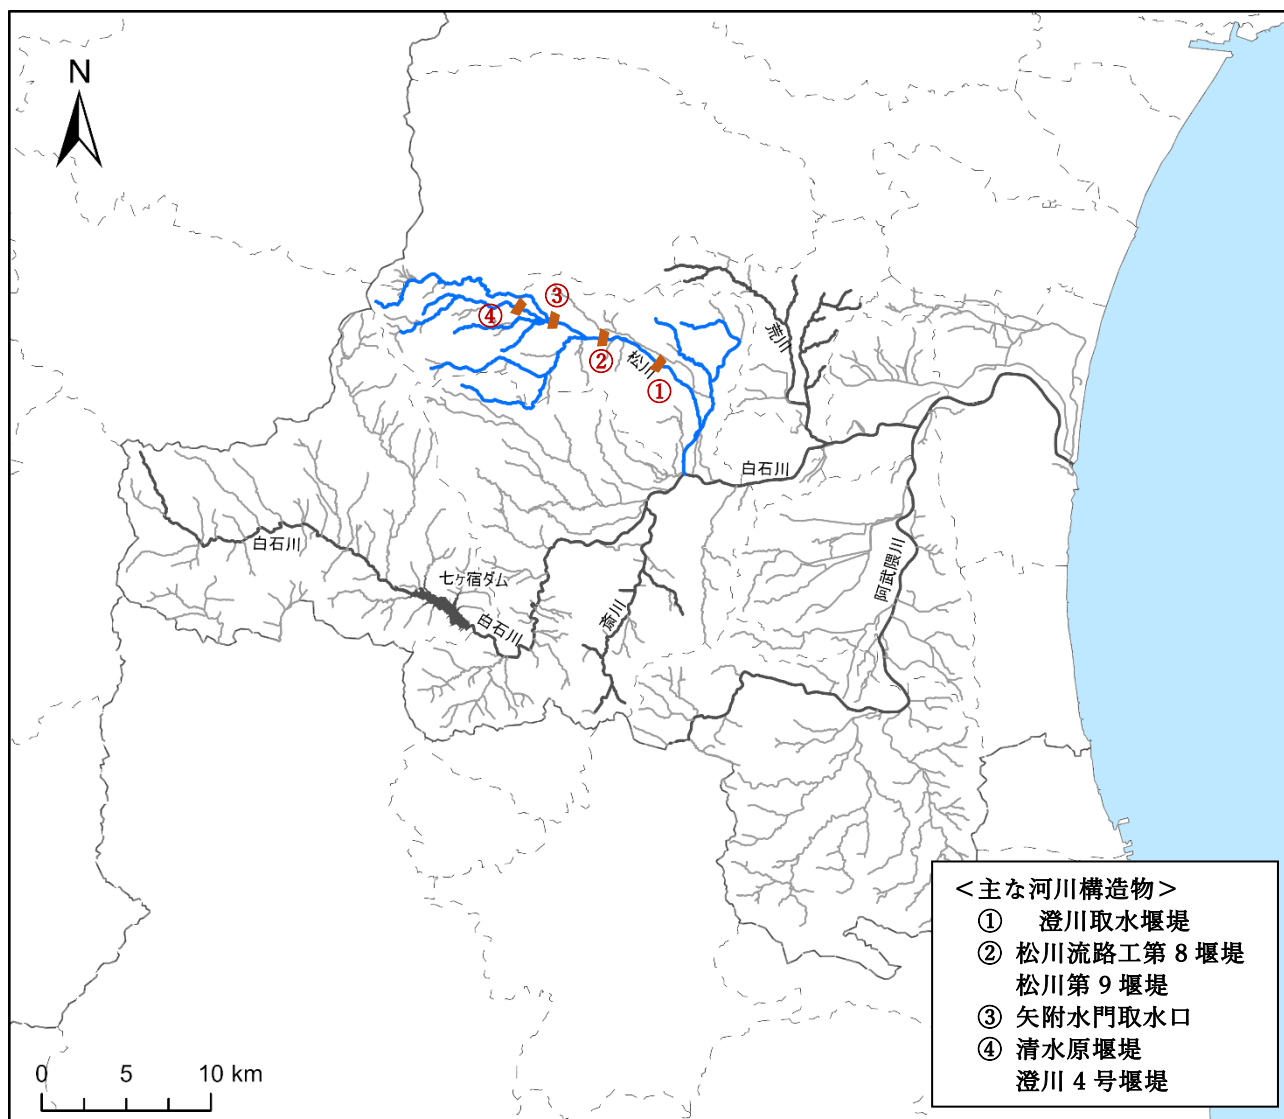 N
③
④
②
松川
①
荒川
白石川
白石川
七ヶ宿ダム
白石川
斎川
阿武隈川
0 5 10 km
＜主な河川構造物＞
① 澄川取水堰堤
② 松川流路工第 8 堰堤
松川第 9 堰堤
③ 矢附水門取水口
④ 清水原堰堤
澄川 4 号堰堤